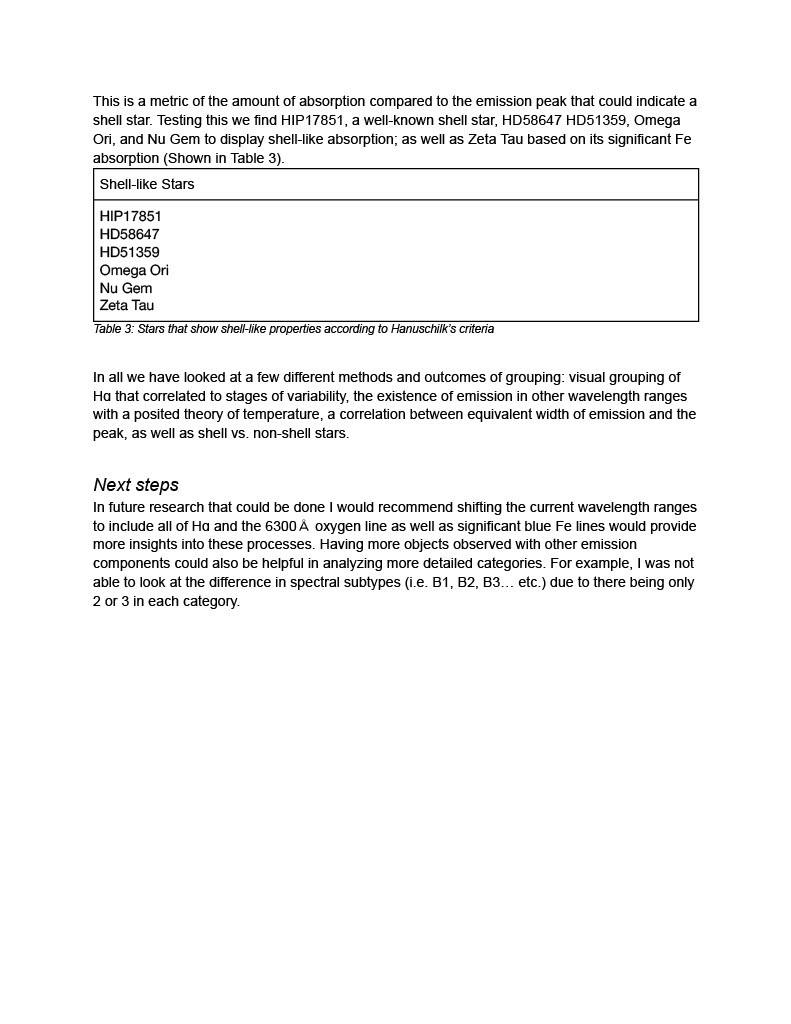 This is a metric of the amount of absorption compared to the emission peak that could indicate a
shell star. Testing this we find HIP17851, a well-known shell star, HD58647 HD51359, Omega
Ori, and Nu Gem to display shell-like absorption; as well as Zeta Tau based on its significant Fe
absorption (Shown in Table 3).
Shell-like Stars
HIP17851
HD58647
HD51359
Omega Ori
Nu Gem
Zeta Tau
Table 3: Stars that show shell-like properties according to Hanuschilk's criteria
In all we have looked at a few different methods and outcomes of grouping: visual grouping of
Hα that correlated to stages of variability, the existence of emission in other wavelength ranges
with a posited theory of temperature, a correlation between equivalent width of emission and the
peak, as well as shell vs. non-shell stars.
Next steps
In future research that could be done I would recommend shifting the current wavelength ranges
to include all of Hα and the 6300Å oxygen line as well as significant blue Fe lines would provide
more insights into these processes. Having more objects observed with other emission
components could also be helpful in analyzing more detailed categories. For example, I was not
able to look at the difference in spectral subtypes (i.e. B1, B2, B3… etc.) due to there being only
2 or 3 in each category.